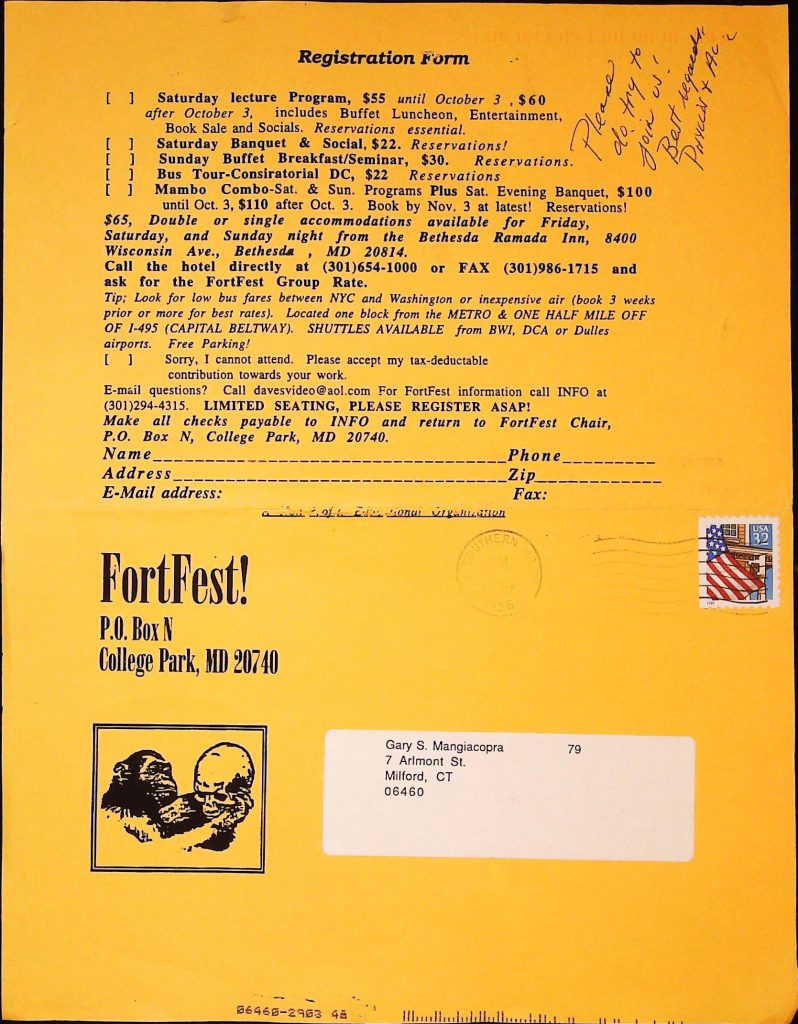 Registration Form
Please
do try to
join us!
Best regards,
[ ] Saturday lecture Program, $55 until October 3 , $60
after October 3, includes Buffet Luncheon, Entertainment,
Book Sale and Socials. Reservations essential.
[ ] Saturday Banquet & Social, $22. Reservations!
[ ] Sunday Buffet Breakfast/Seminar, $30. Reservations.
[ ] Bus Tour-Consiratorial DC, $22 Reservations
[ ] Mambo Combo-Sat. & Sun. Programs Plus Sat. Evening Banquet, $100
until Oct. 3, $110 after Oct. 3. Book by Nov. 3 at latest! Reservations!
$65, Double or single accommodations available for Friday,
Saturday, and Sunday night from the Bethesda Ramada Inn, 8400
Wisconsin Ave., Bethesda , MD 20814.
Call the hotel directly at (301)654-1000 or FAX (301)986-1715 and
ask for the FortFest Group Rate.
Tip; Look for low bus fares between NYC and Washington or inexpensive air (book 3 weeks
prior or more for best rates). Located one block from the METRO & ONE HALF MILE OFF
OF I-495 (CAPITAL BELTWAY). SHUTTLES AVAILABLE from BWI, DCA or Dulles
airports. Free Parking!
[ ] Sorry, I cannot attend. Please accept my tax-deductable
contribution towards your work.
E-mail questions? Call davesvideo@aol.com For FortFest information call INFO at
(301)294-4315. LIMITED SEATING, PLEASE REGISTER ASAP!
Make all checks payable to INFO and return to FortFest Chair,
P.O. Box N, College Park, MD 20740.
Name Phone
Address Zip
E-Mail address: Fax:
Organization
USA
32
FortFest!
P.O. Box N
College Park, MD 20740
Gary S. Mangiacopra 79
7 Arlmont St.
Milford, CT
06460
06460-2903 48